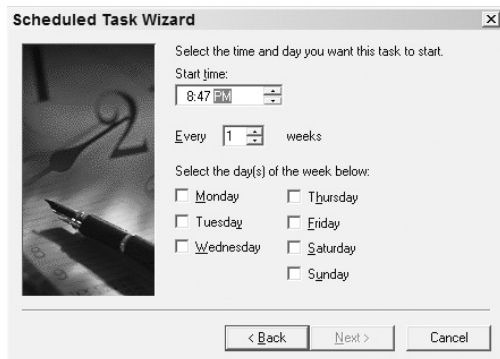 Scheduled Task Wizard
Select the time and day you want this task to start.
Start time:
8:47 PM
Every 1 weeks
Select the day(s) of the week below:
Monday
Thursday
Tuesday
Friday
Wednesday
Saturday
Sunday
< Back
Next >
Cancel